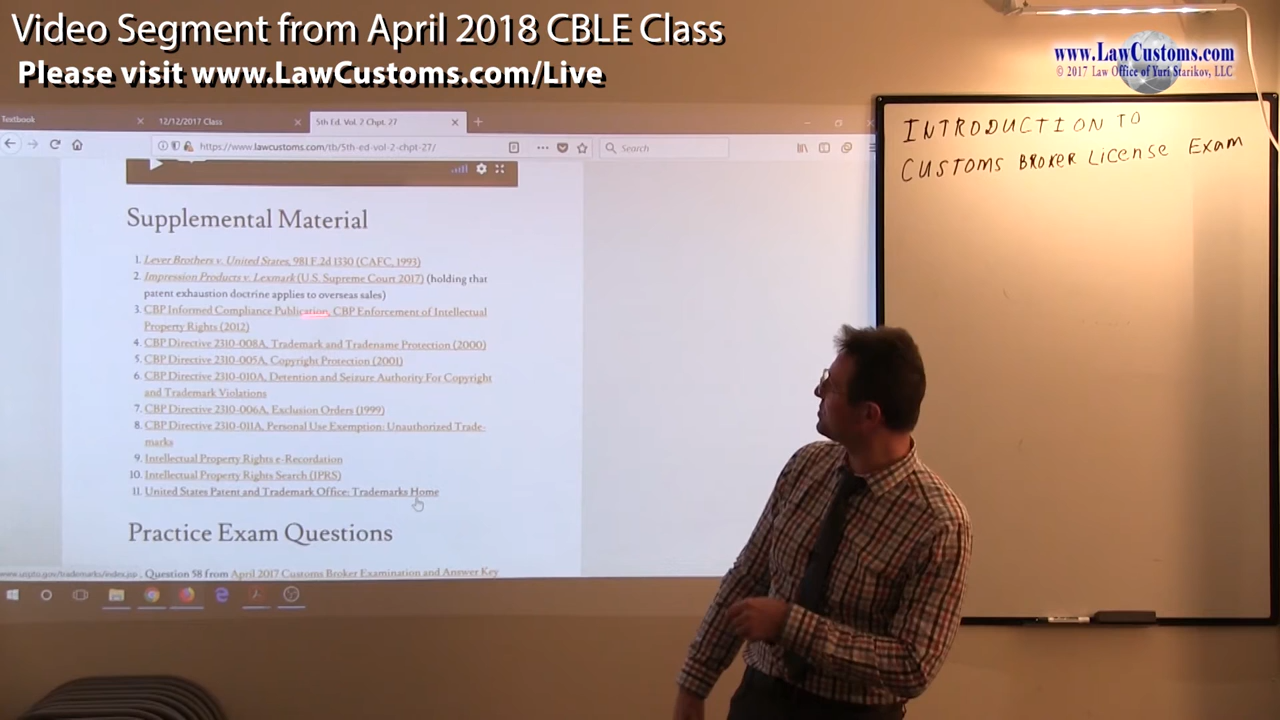 Video Segment from April 2018 CBLE Class
Please visit www.LawCustoms.com/Live
www.LawCustoms.com
© 2017 Law Office of Yuri Starikov, LLC
INTRODUCTION TO
CUSTOMS BROKER LICENSE EXAM
Textbook
12/12/2017 Class
5th Ed. Vol. 2 Chpt. 27
https://www.lawcustoms.com/tb/5th-ed-vol-2-chpt-27/
Search
Supplemental Material
1. Lever Brothers v. United States, 981 F.2d 1330 (CAFC, 1993)
2. Impression Products v. Lexmark (U.S. Supreme Court 2017) (holding that
patent exhaustion doctrine applies to overseas sales)
3. CBP Informed Compliance Publication, CBP Enforcement of Intellectual
Property Rights (2012)
4. CBP Directive 2310-008A, Trademark and Tradename Protection (2000)
5. CBP Directive 2310-005A, Copyright Protection (2001)
6. CBP Directive 2310-010A, Detention and Seizure Authority For Copyright
and Trademark Violations
7. CBP Directive 2310-006A, Exclusion Orders (1999)
8. CBP Directive 2310-011A, Personal Use Exemption: Unauthorized Trade-
marks
9. Intellectual Property Rights e-Recordation
10. Intellectual Property Rights Search (IPRS)
11. United States Patent and Trademark Office: Trademarks Home
Practice Exam Questions
www.uspto.gov/trademarks/index.jsp . Question 58 from April 2017 Customs Broker Examination and Answer Key